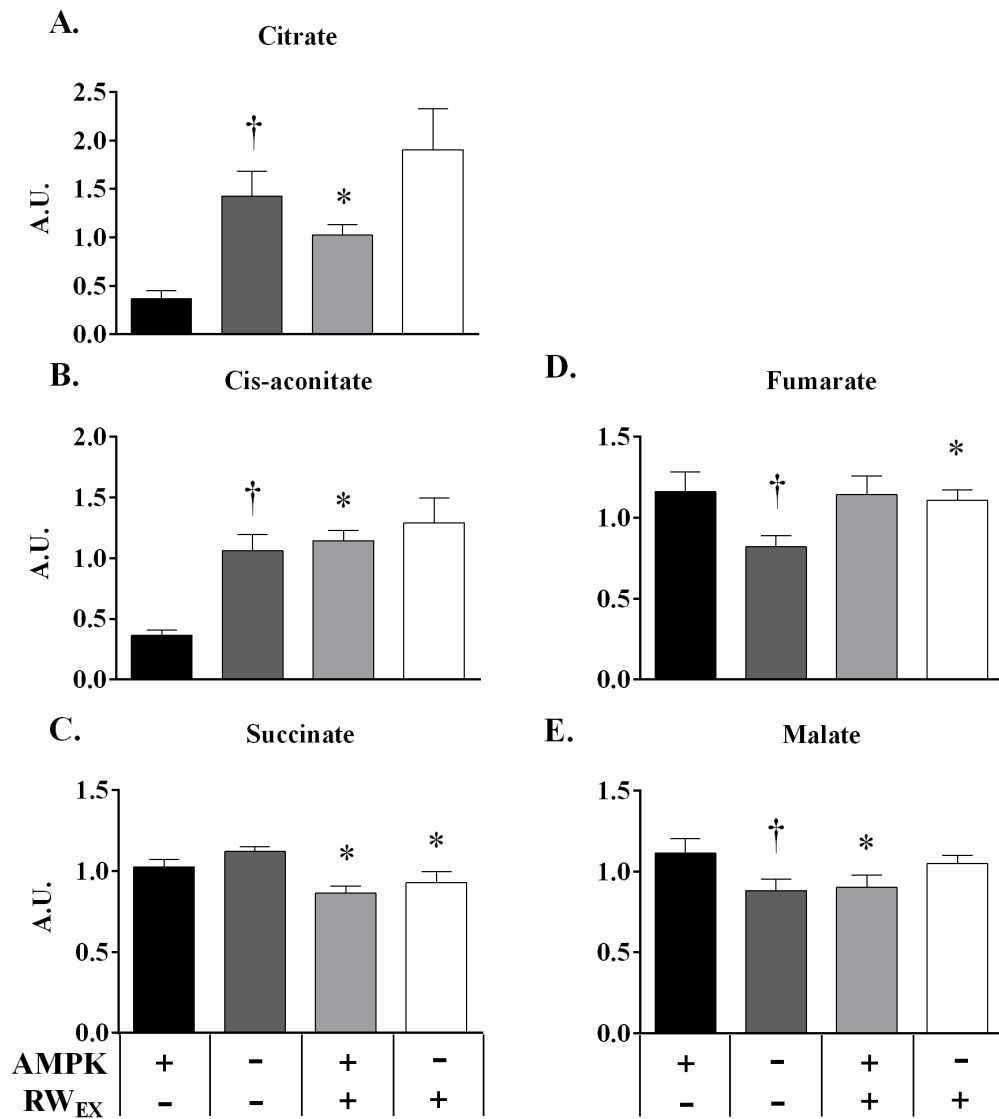 A.
Citrate
2.5
2.0
1.5
1.0
0.5
0.0
A.U.
†
*
B.
Cis-aconitate
2.0
1.5
1.0
0.5
0.0
A.U.
†
*
C.
Succinate
1.5
1.0
0.5
0.0
A.U.
*
*
D.
Fumarate
1.5
1.0
0.5
0.0
†
*
E.
Malate
1.5
1.0
0.5
0.0
†
*
AMPK + - + - + - + -
RWEX - - + + - - + +